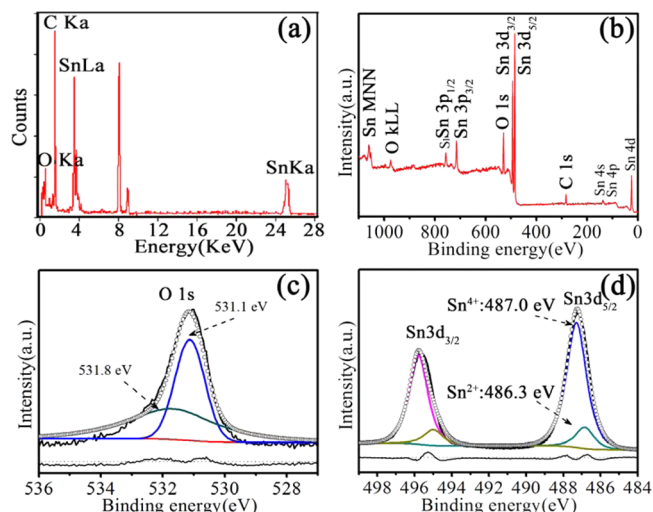 (a)
C Ka
SnLa
O Ka
SnKa
Counts
0 4 8 12 16 20 24 28
Energy(KeV)
(b)
Sn MNN
O kLL
Sn 3p1/2
Sn 3p3/2
O 1s
Sn 3d3/2
Sn 3d5/2
C 1s
Sn 4s
Sn 4p
Sn 4d
Intensity(a.u.)
1000 800 600 400 200 0
Binding energy(eV)
(c)
O 1s
531.1 eV
531.8 eV
Intensity(a.u.)
536 534 532 530 528
Binding energy(eV)
(d)
Sn4+:487.0 eV
Sn3d5/2
Sn3d3/2
Sn2+:486.3 eV
Intensity(a.u.)
498 496 494 492 490 488 486 484
Binding energy(eV)